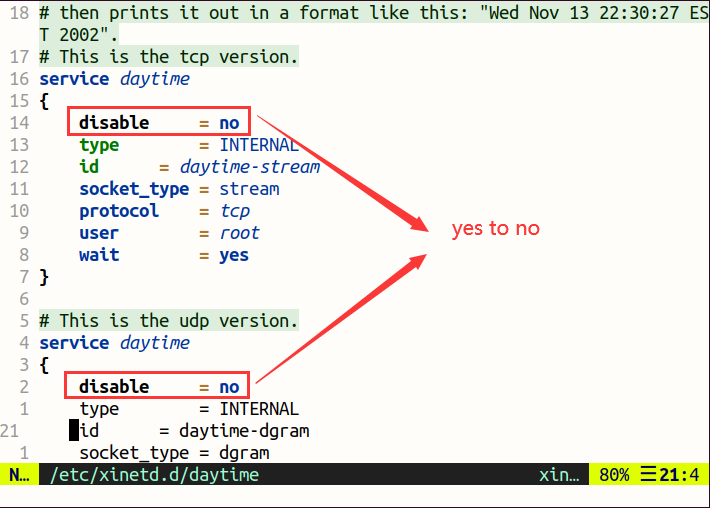 18 # then prints it out in a format like this: "Wed Nov 13 22:30:27 ES
T 2002".
17 # This is the tcp version.
16 service daytime
15 {
14     disable     = no
13     type        = INTERNAL
12     id      = daytime-stream
11     socket_type = stream
10     protocol    = tcp
9     user        = root
8     wait        = yes
7 }
6
5 # This is the udp version.
4 service daytime
3 {
2     disable     = no
1     type        = INTERNAL
21     id      = daytime-dgram
1     socket_type = dgram
yes to no
N… /etc/xinetd.d/daytime xin… 80% ☰21:4